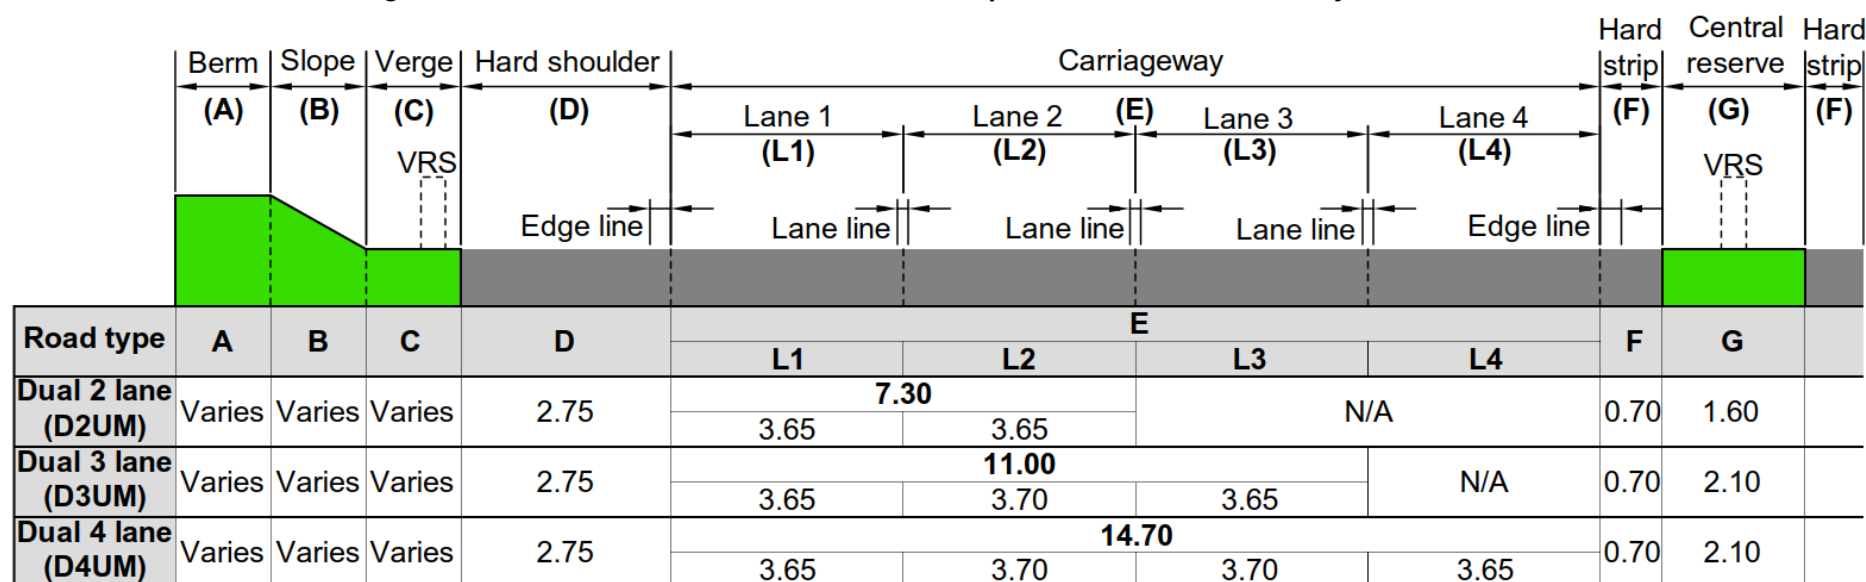 Hard Central Hard
Berm Slope Verge Hard shoulder Carriageway strip reserve strip
(A) (B) (C) (D) (E) (F) (G) (F)
Lane 1 Lane 2 Lane 3 Lane 4
(L1) (L2) (L3) (L4)
VRS VRS
Edge line Lane line Lane line Lane line Edge line
Road type A B C D E F G
L1 L2 L3 L4
Dual 2 lane (D2UM) Varies Varies Varies 2.75 7.30 N/A 0.70 1.60
3.65 3.65
Dual 3 lane (D3UM) Varies Varies Varies 2.75 11.00 N/A 0.70 2.10
3.65 3.70 3.65
Dual 4 lane (D4UM) Varies Varies Varies 2.75 14.70 0.70 2.10
3.65 3.70 3.70 3.65